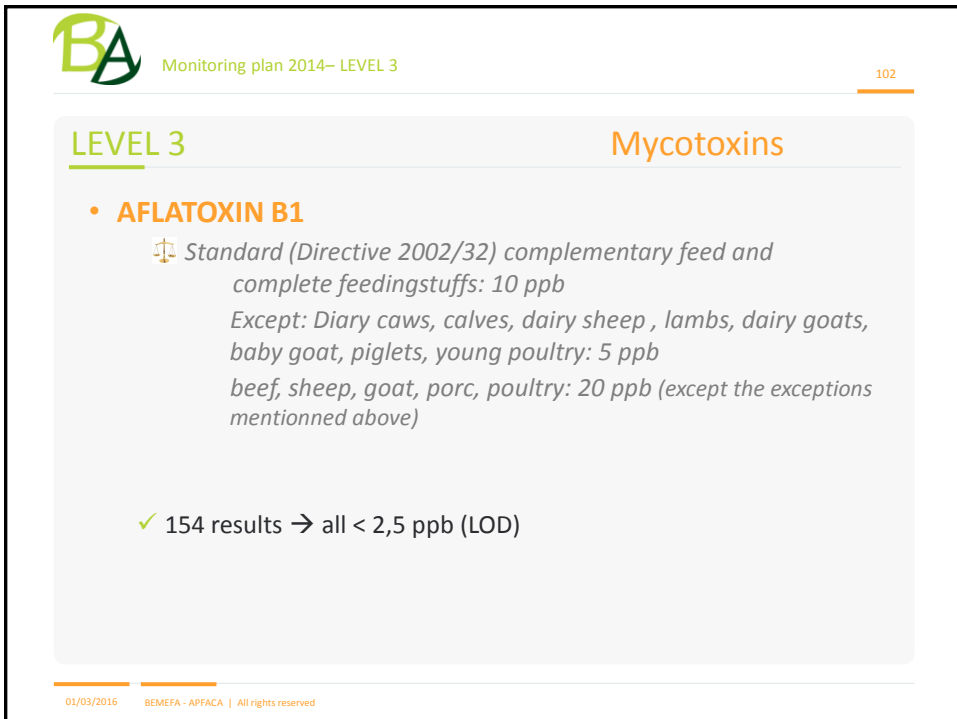 BA
Monitoring plan 2014– LEVEL 3
102
LEVEL 3
Mycotoxins
• AFLATOXIN B1
Standard (Directive 2002/32) complementary feed and
complete feedingstuffs: 10 ppb
Except: Diary caws, calves, dairy sheep , lambs, dairy goats,
baby goat, piglets, young poultry: 5 ppb
beef, sheep, goat, porc, poultry: 20 ppb (except the exceptions
mentionned above)
✓ 154 results → all < 2,5 ppb (LOD)
01/03/2016
BEMEFA - APFACA | All rights reserved